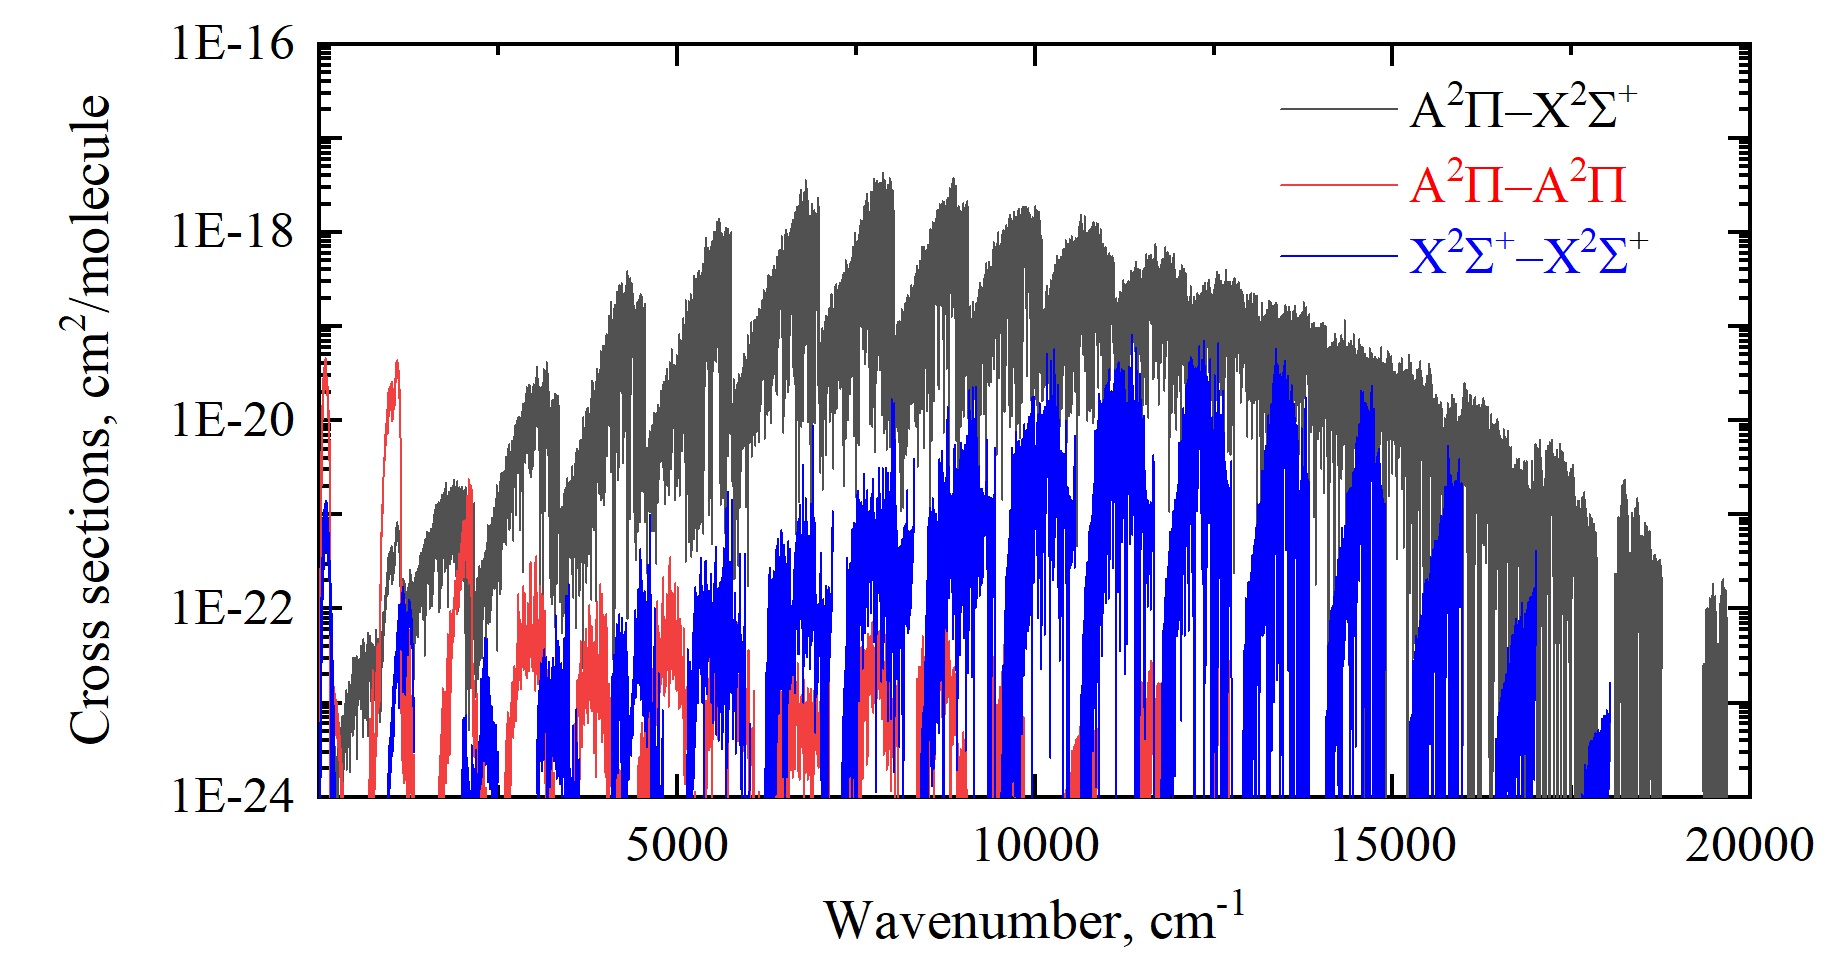 Cross sections, cm²/molecule
1E-16
1E-18
1E-20
1E-22
1E-24
A²Π–X²Σ⁺
A²Π–A²Π
X²Σ⁺–X²Σ⁺
5000
10000
15000
20000
Wavenumber, cm⁻¹